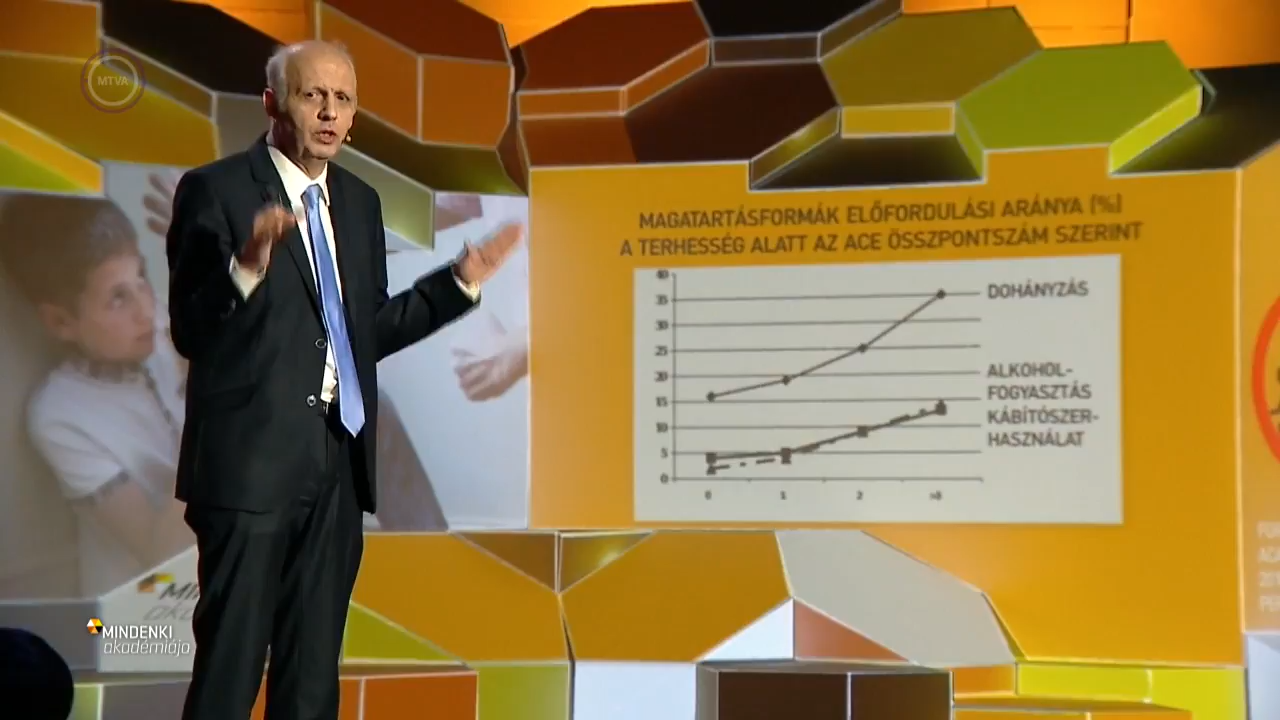 MTVA
MAGATARTÁSFORMÁK ELŐFORDULÁSI ARÁNYA (%)
A TERHESSÉG ALATT AZ ACE ÖSSZPONTSZÁM SZERINT
40
35
30
25
20
15
10
5
0
0
1
2
DOHÁNYZÁS
ALKOHOL-
FOGYASZTÁS
KÁBÍTÓSZER-
HASZNÁLAT
MINDENKI
akadémiája